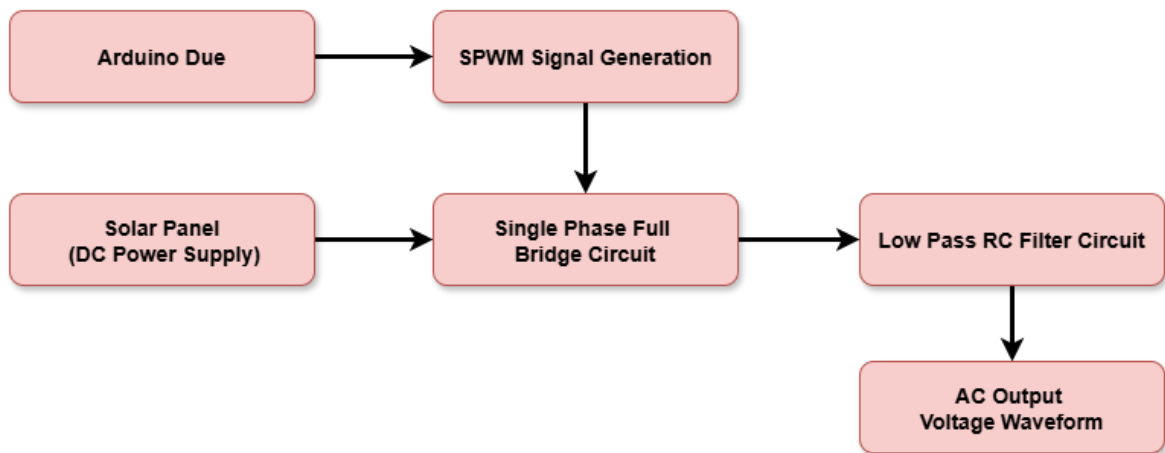 Arduino Due
SPWM Signal Generation
Solar Panel
(DC Power Supply)
Single Phase Full
Bridge Circuit
Low Pass RC Filter Circuit
AC Output
Voltage Waveform